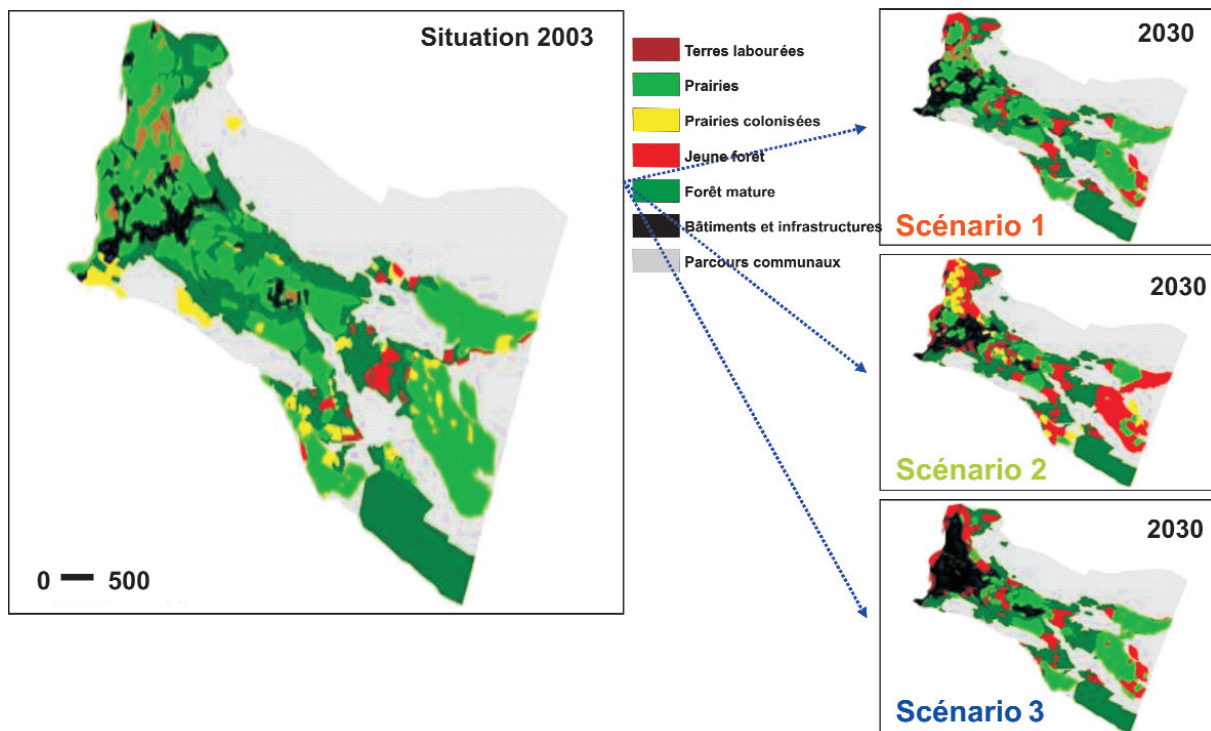 Situation 2003
0 500
Terres labourées
Prairies
Prairies colonisées
Jeune forêt
Forêt mature
Bâtiments et infrastructures
Parcours communaux
2030
Scénario 1
2030
Scénario 2
2030
Scénario 3